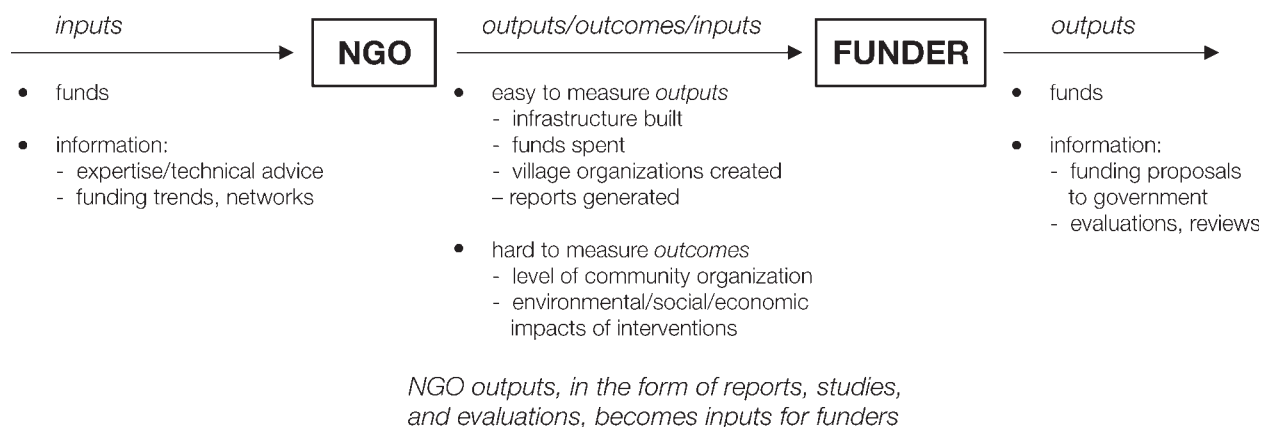 inputs
NGO
outputs/outcomes/inputs
FUNDER
outputs
• funds
• information:
- expertise/technical advice
- funding trends, networks
• easy to measure outputs
- infrastructure built
- funds spent
- village organizations created
– reports generated
• hard to measure outcomes
- level of community organization
- environmental/social/economic
impacts of interventions
• funds
• information:
- funding proposals
to government
- evaluations, reviews
NGO outputs, in the form of reports, studies,
and evaluations, becomes inputs for funders